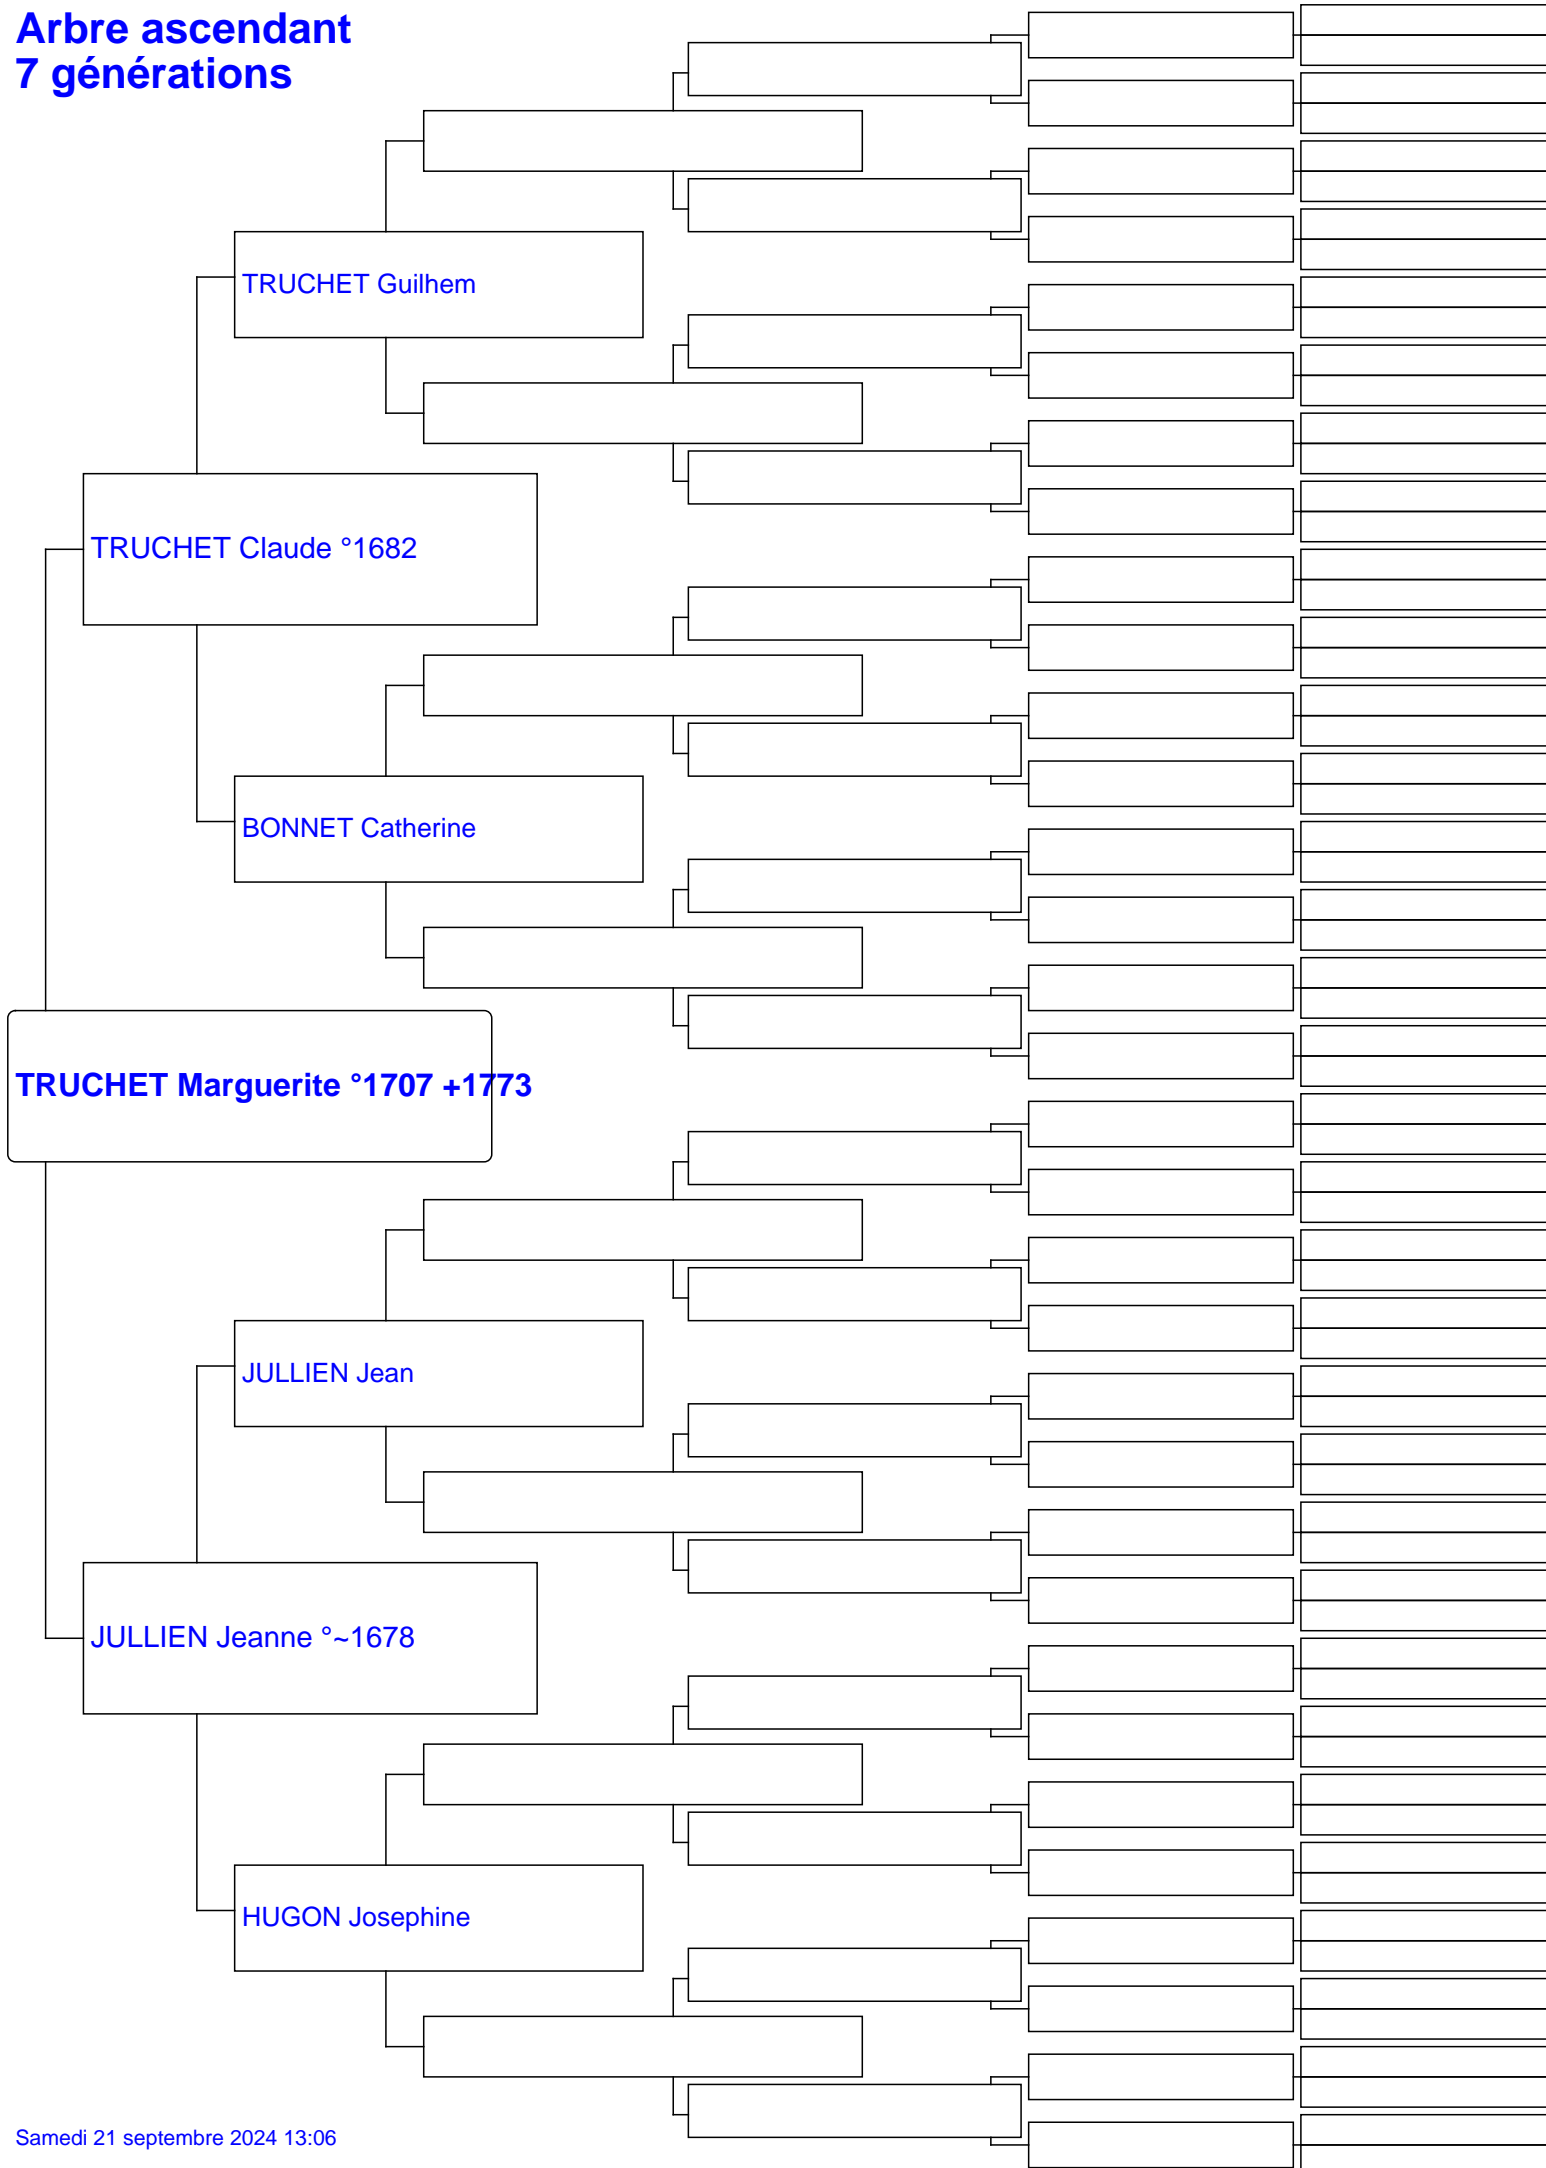 Arbre ascendant
7 générations
TRUCHET Guilhem
TRUCHET Claude °1682
BONNET Catherine
TRUCHET Marguerite °1707 +1773
JULLIEN Jean
JULLIEN Jeanne °~1678
HUGON Josephine
Samedi 21 septembre 2024 13:06